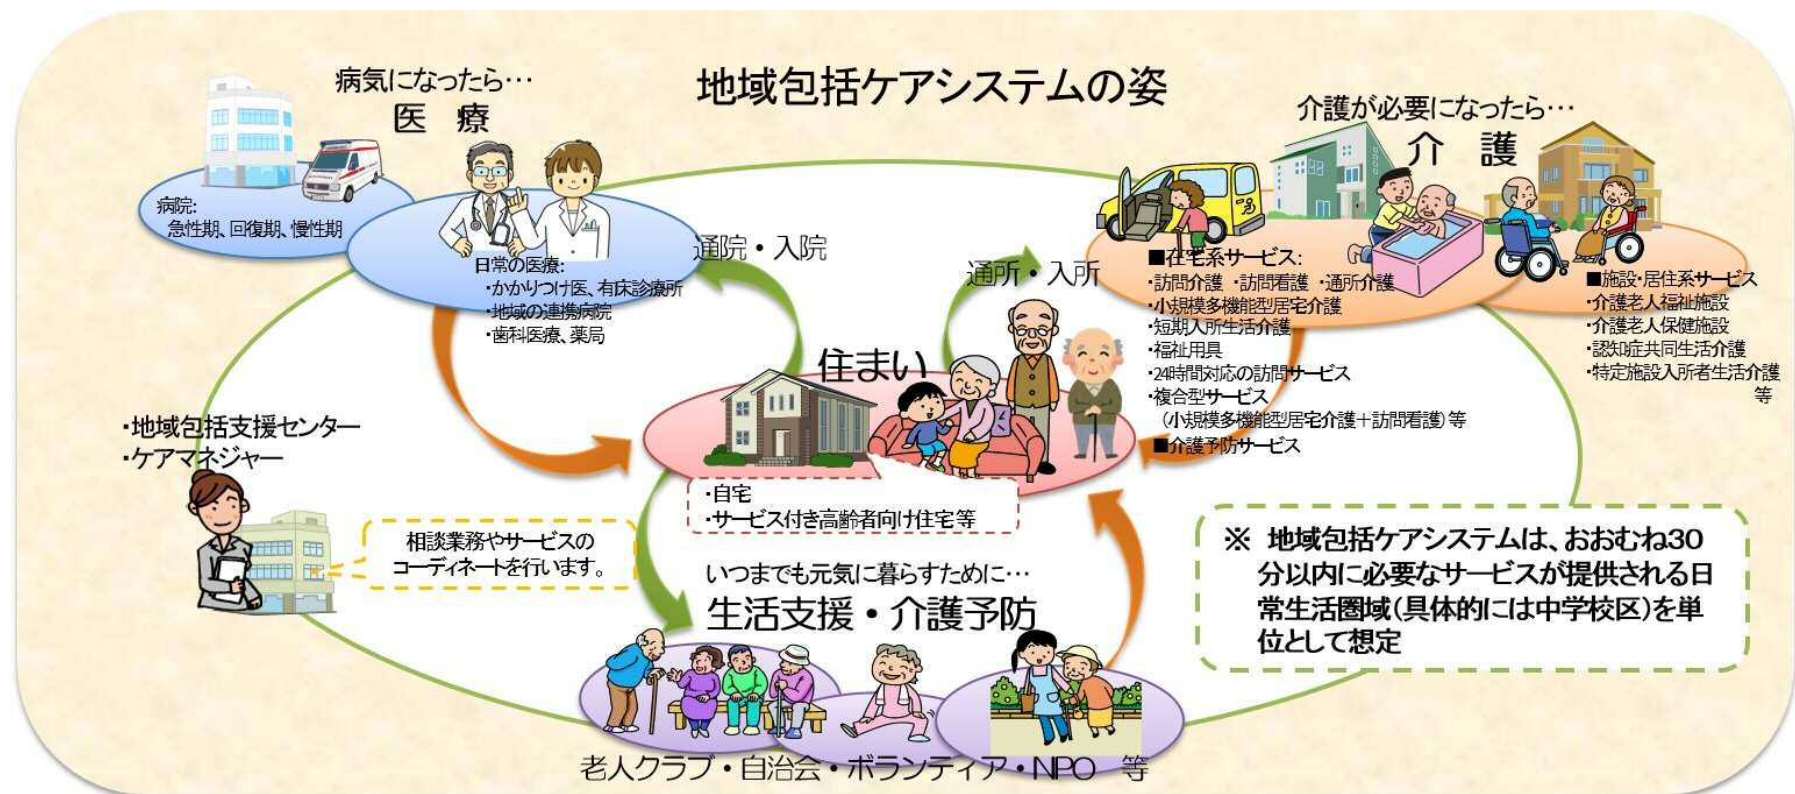 地域包括ケアシステムの姿
病気になったら…
医 療
病院:
急性期、回復期、慢性期
日常の医療:
・かかりつけ医、有床診療所
・地域の連携病院
・歯科医療、薬局
通院・入院
通所・入所
介護が必要になったら…
介 護
■在宅系サービス:
・訪問介護 ・訪問看護 ・通所介護
・小規模多機能型居宅介護
・短期入所生活介護
・福祉用具
・24時間対応の訪問サービス
・複合型サービス
(小規模多機能型居宅介護＋訪問看護)等
■介護予防サービス
■施設・居住系サービス
・介護老人福祉施設
・介護老人保健施設
・認知症共同生活介護
・特定施設入所者生活介護
等
住まい
・自宅
・サービス付き高齢者向け住宅等
・地域包括支援センター
・ケアマネジャー
相談業務やサービスの
コーディネートを行います。
いつまでも元気に暮らすために…
生活支援・介護予防
老人クラブ・自治会・ボランティア・NPO 等
※ 地域包括ケアシステムは、おおむね30
分以内に必要なサービスが提供される日
常生活圏域(具体的には中学校区)を単
位として想定